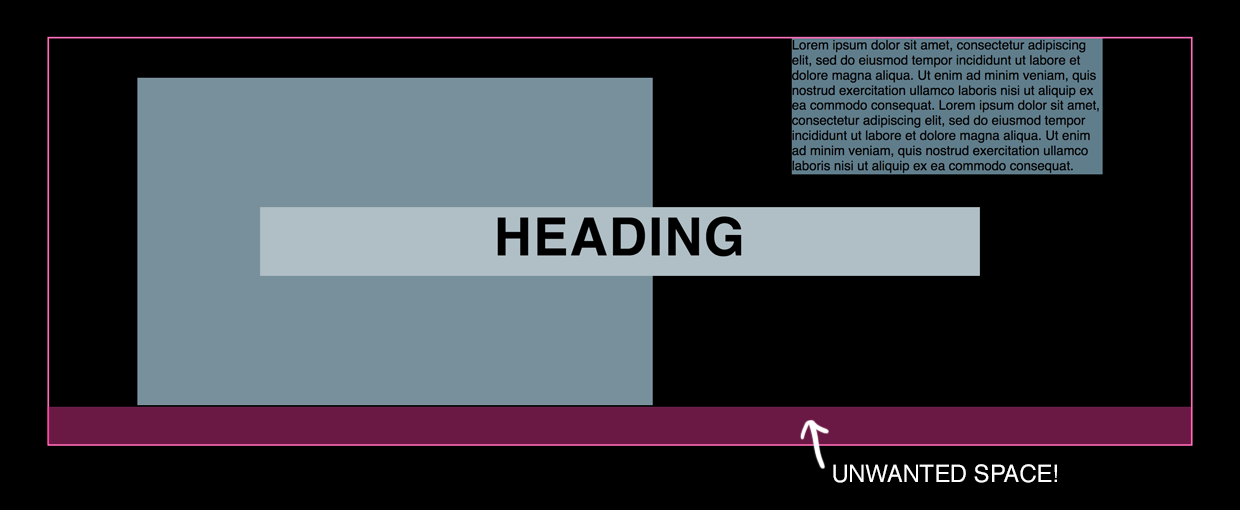 Lorem ipsum dolor sit amet, consectetur adipiscing
elit, sed do eiusmod tempor incididunt ut labore et
dolore magna aliqua. Ut enim ad minim veniam, quis
nostrud exercitation ullamco laboris nisi ut aliquip ex
ea commodo consequat. Lorem ipsum dolor sit amet,
consectetur adipiscing elit, sed do eiusmod tempor
incididunt ut labore et dolore magna aliqua. Ut enim
ad minim veniam, quis nostrud exercitation ullamco
laboris nisi ut aliquip ex ea commodo consequat.
HEADING
UNWANTED SPACE!